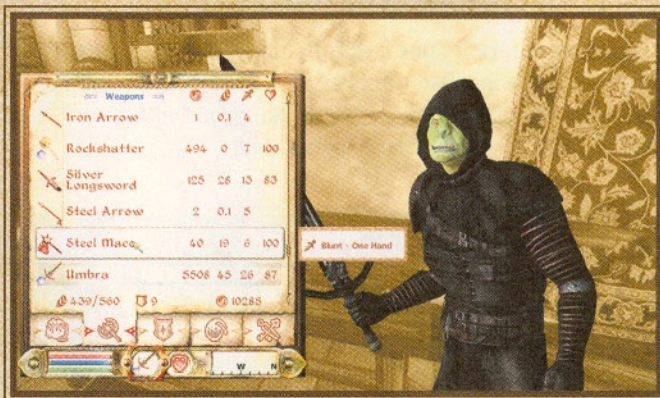 Weapons
Iron Arrow 1 0.1 4
Rockshatter 494 0 7 100
Silver
Longsword 125 28 13 83
Steel Arrow 2 0.1 5
Steel Mace 40 19 6 100
Blunt - One Hand
Umbra 5508 45 26 87
439/560 9 10285
W N